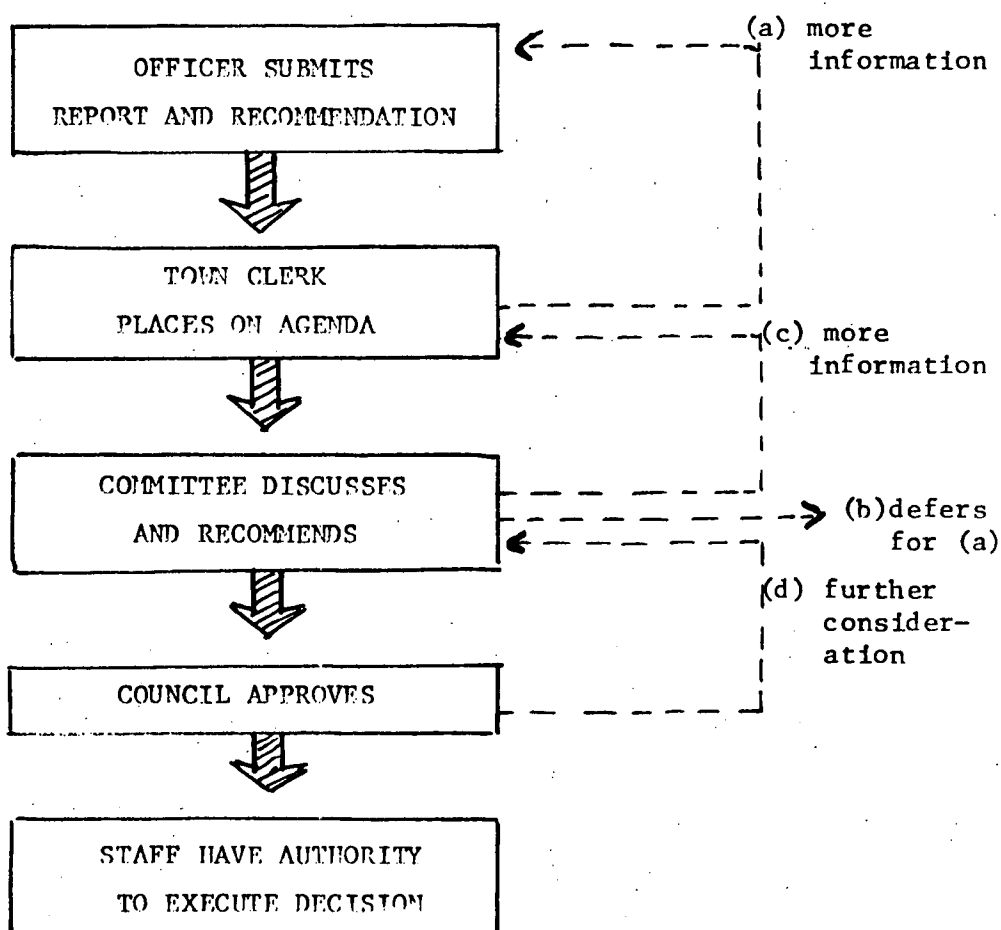 OFFICER SUBMITS
REPORT AND RECOMMENDATION
(a) more
information
TOWN CLERK
PLACES ON AGENDA
(c) more
information
COMMITTEE DISCUSSES
AND RECOMMENDS
(b)defers
for (a)
(d) further
consider-
ation
COUNCIL APPROVES
STAFF HAVE AUTHORITY
TO EXECUTE DECISION